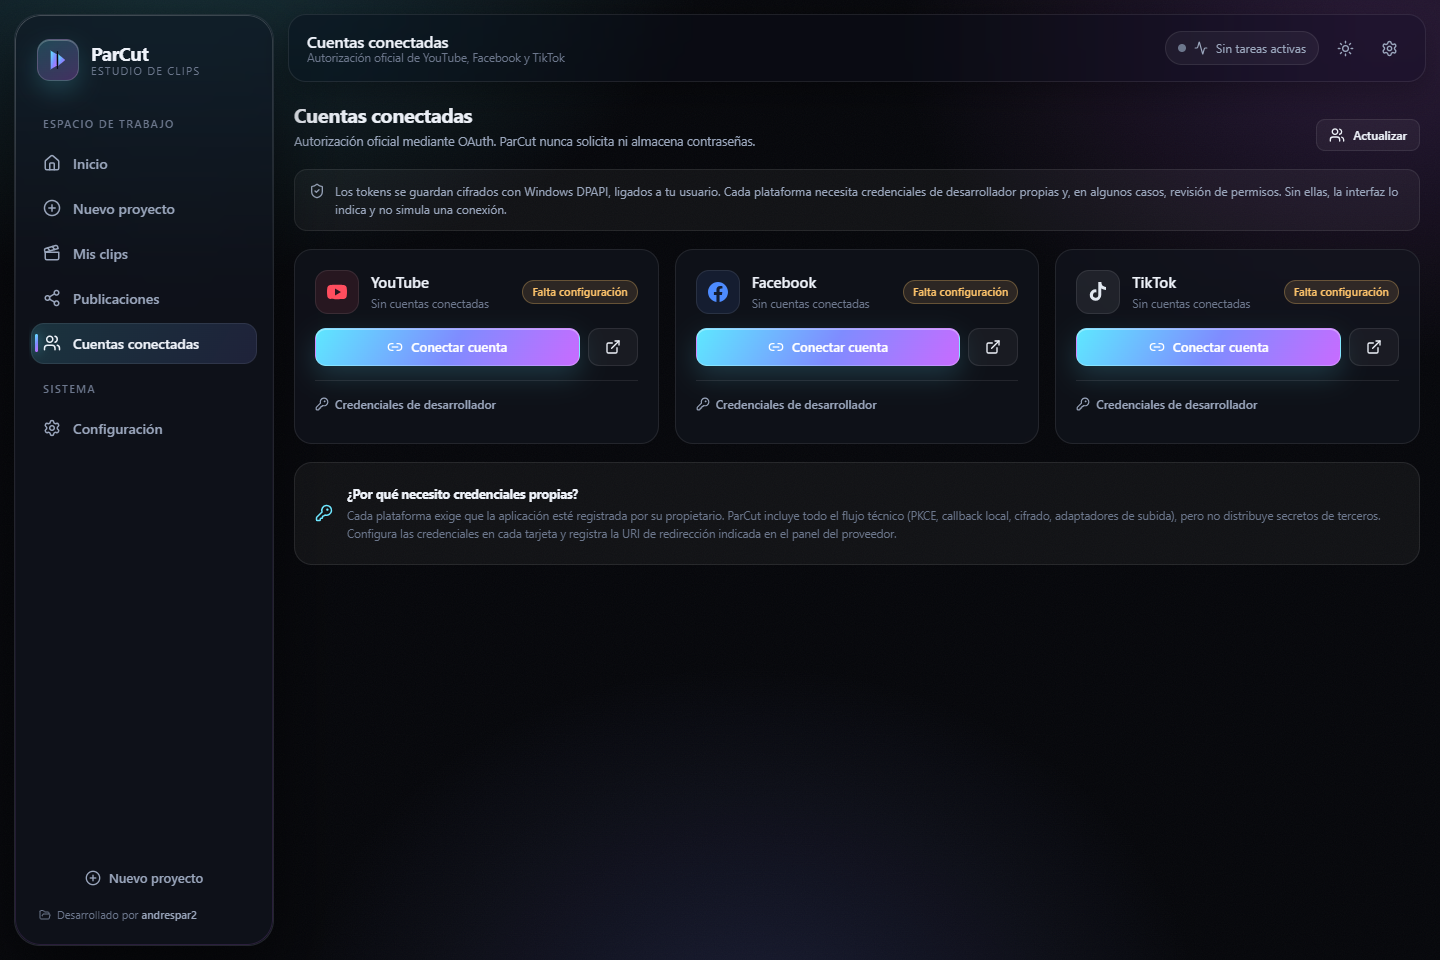 ParCut
ESTUDIO DE CLIPS
ESPACIO DE TRABAJO
Inicio
Nuevo proyecto
Mis clips
Publicaciones
Cuentas conectadas
SISTEMA
Configuración
Nuevo proyecto
Desarrollado por andrespar2
Cuentas conectadas
Autorización oficial de YouTube, Facebook y TikTok
Sin tareas activas
Cuentas conectadas
Autorización oficial mediante OAuth. ParCut nunca solicita ni almacena contraseñas.
Actualizar
Los tokens se guardan cifrados con Windows DPAPI, ligados a tu usuario. Cada plataforma necesita credenciales de desarrollador propias y, en algunos casos, revisión de permisos. Sin ellas, la interfaz lo
indica y no simula una conexión.
YouTube
Sin cuentas conectadas
Falta configuración
Conectar cuenta
Credenciales de desarrollador
Facebook
Sin cuentas conectadas
Falta configuración
Conectar cuenta
Credenciales de desarrollador
TikTok
Sin cuentas conectadas
Falta configuración
Conectar cuenta
Credenciales de desarrollador
¿Por qué necesito credenciales propias?
Cada plataforma exige que la aplicación esté registrada por su propietario. ParCut incluye todo el flujo técnico (PKCE, callback local, cifrado, adaptadores de subida), pero no distribuye secretos de terceros.
Configura las credenciales en cada tarjeta y registra la URI de redirección indicada en el panel del proveedor.